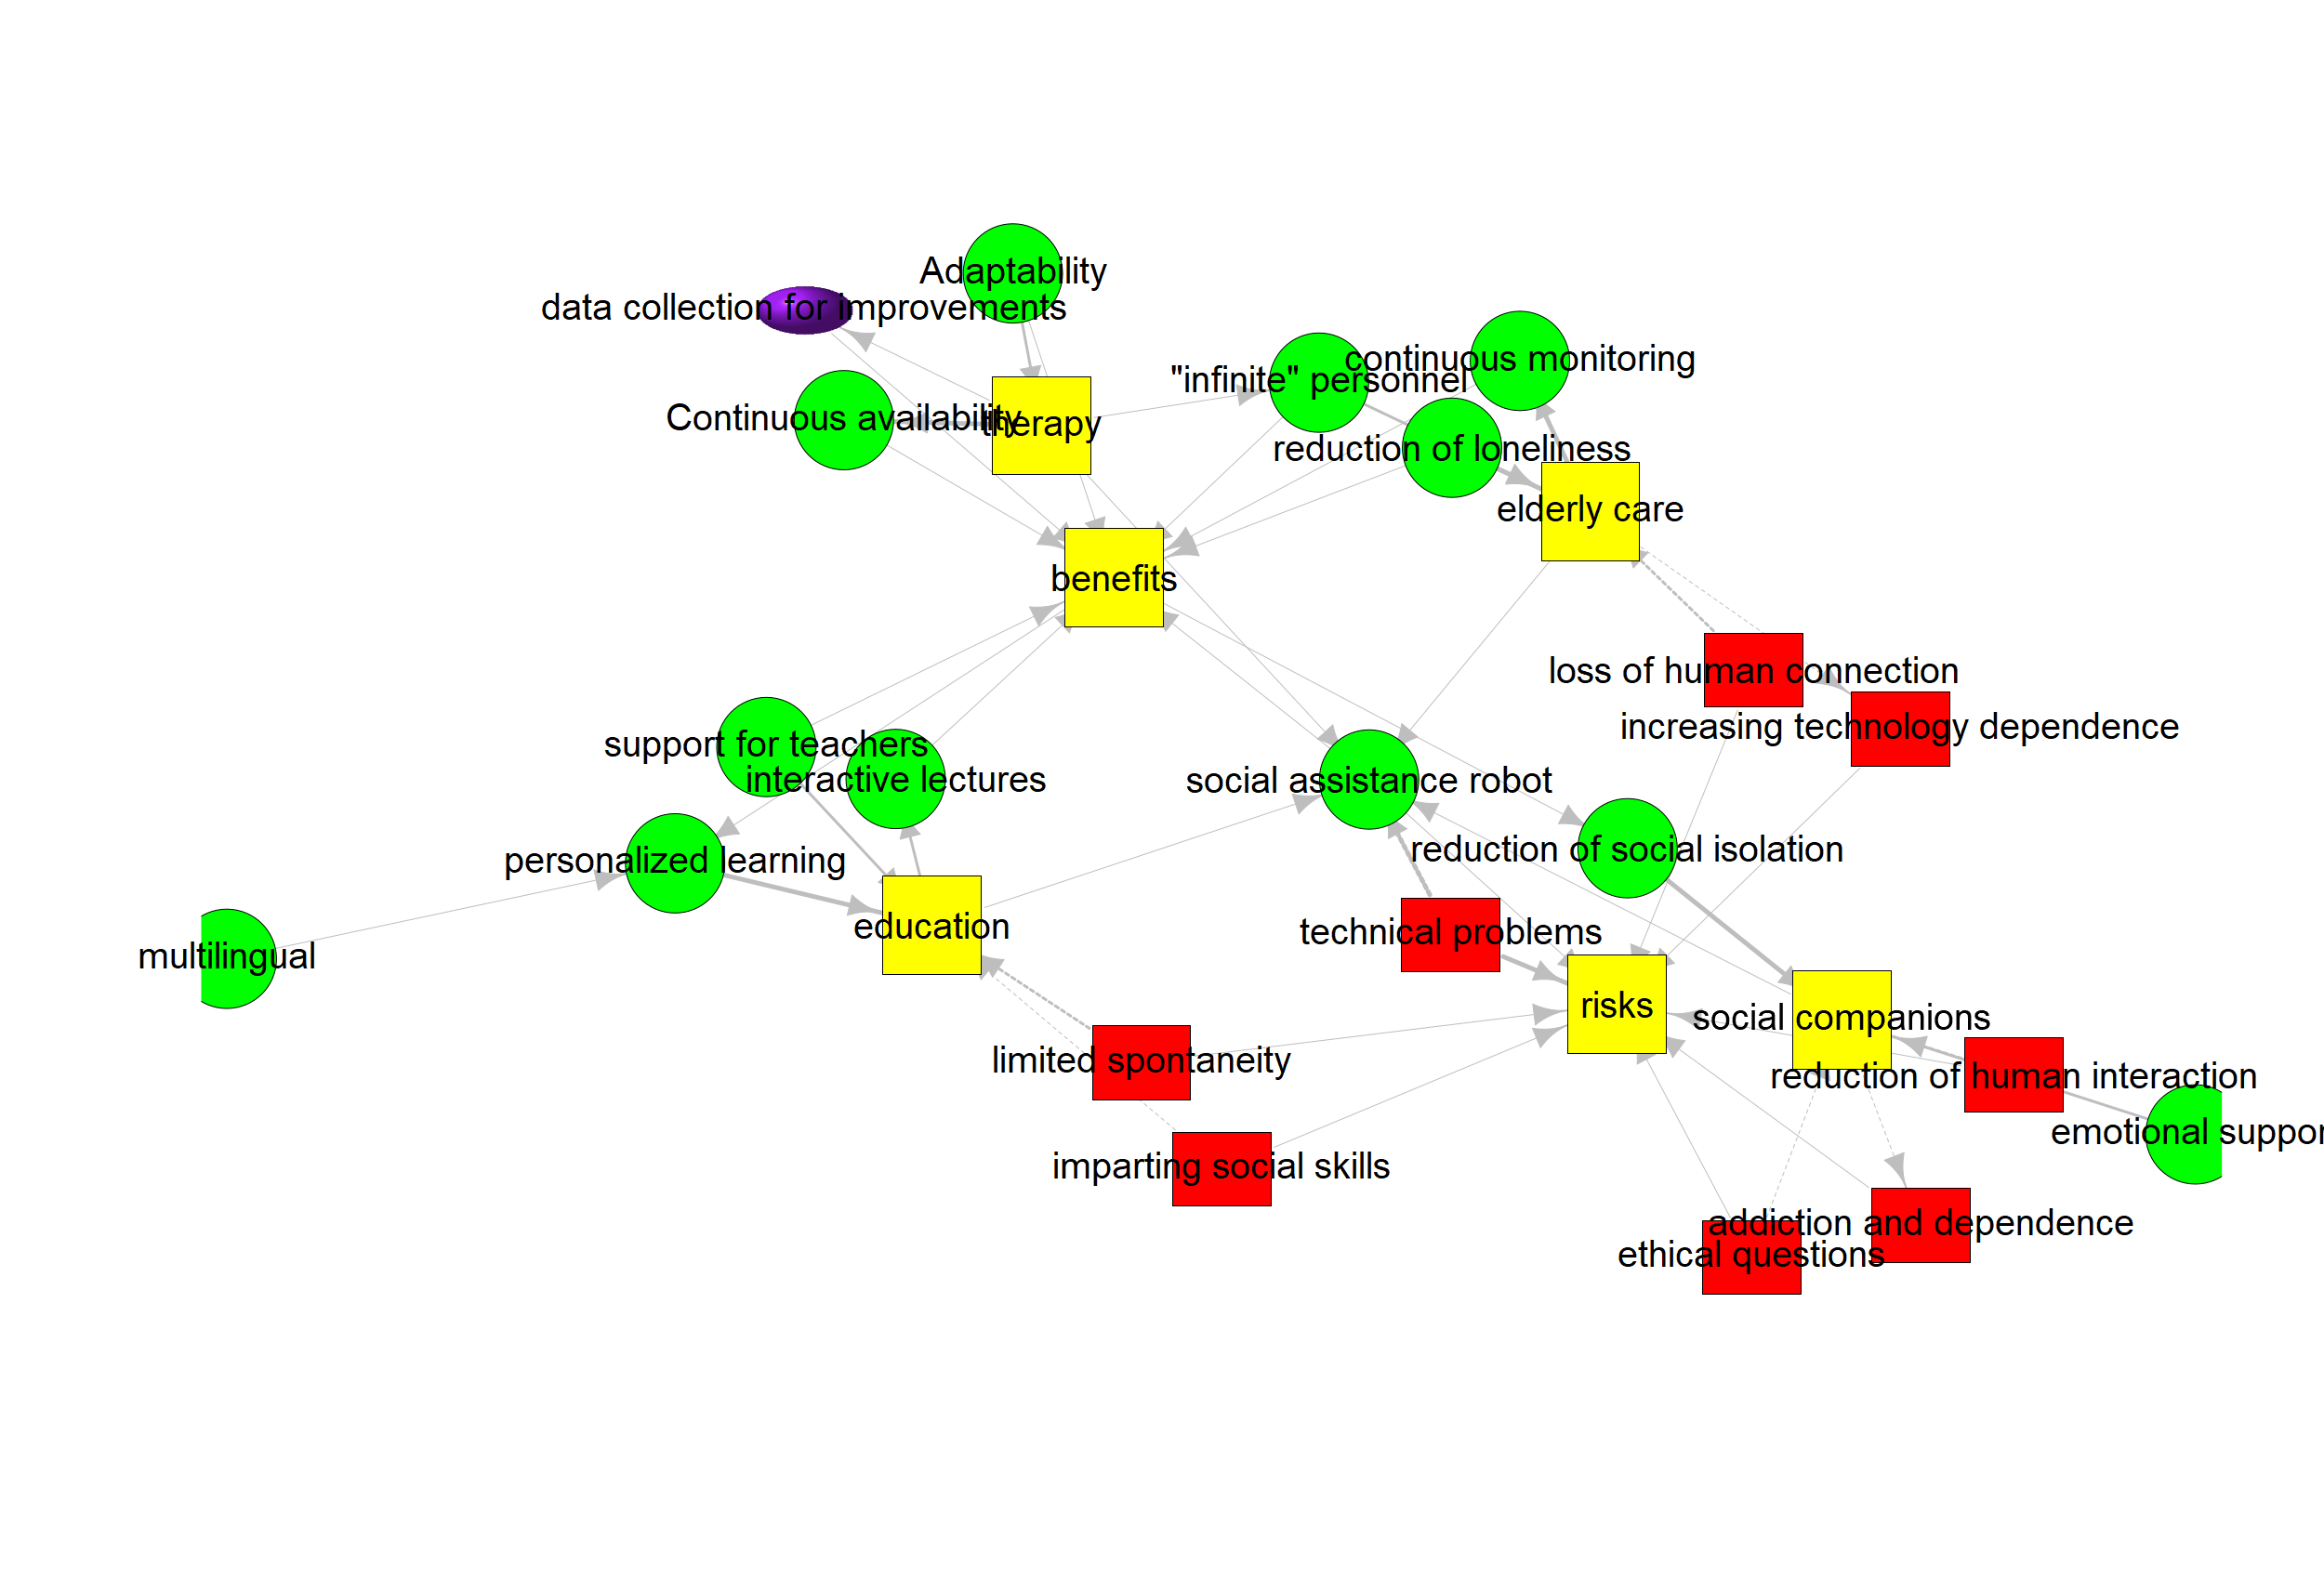 Adaptability
data collection for improvements
continuous monitoring
"infinite" personnel
Continuous availability
therapy
reduction of loneliness
elderly care
benefits
loss of human connection
increasing technology dependence
support for teachers
interactive lectures
social assistance robot
reduction of social isolation
personalized learning
education
technical problems
multilingual
risks
social companions
limited spontaneity
reduction of human interaction
emotional suppor
imparting social skills
addiction and dependence
ethical questions